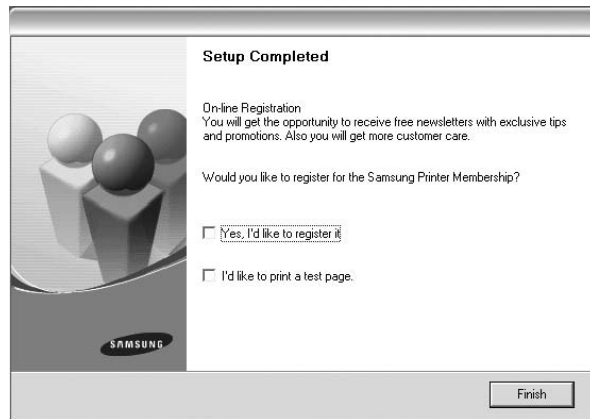 Setup Completed
On-line Registration
You will get the opportunity to receive free newsletters with exclusive tips
and promotions. Also you will get more customer care.
Would you like to register for the Samsung Printer Membership?
Yes, I'd like to register it
I'd like to print a test page.
SAMSUNG
Finish